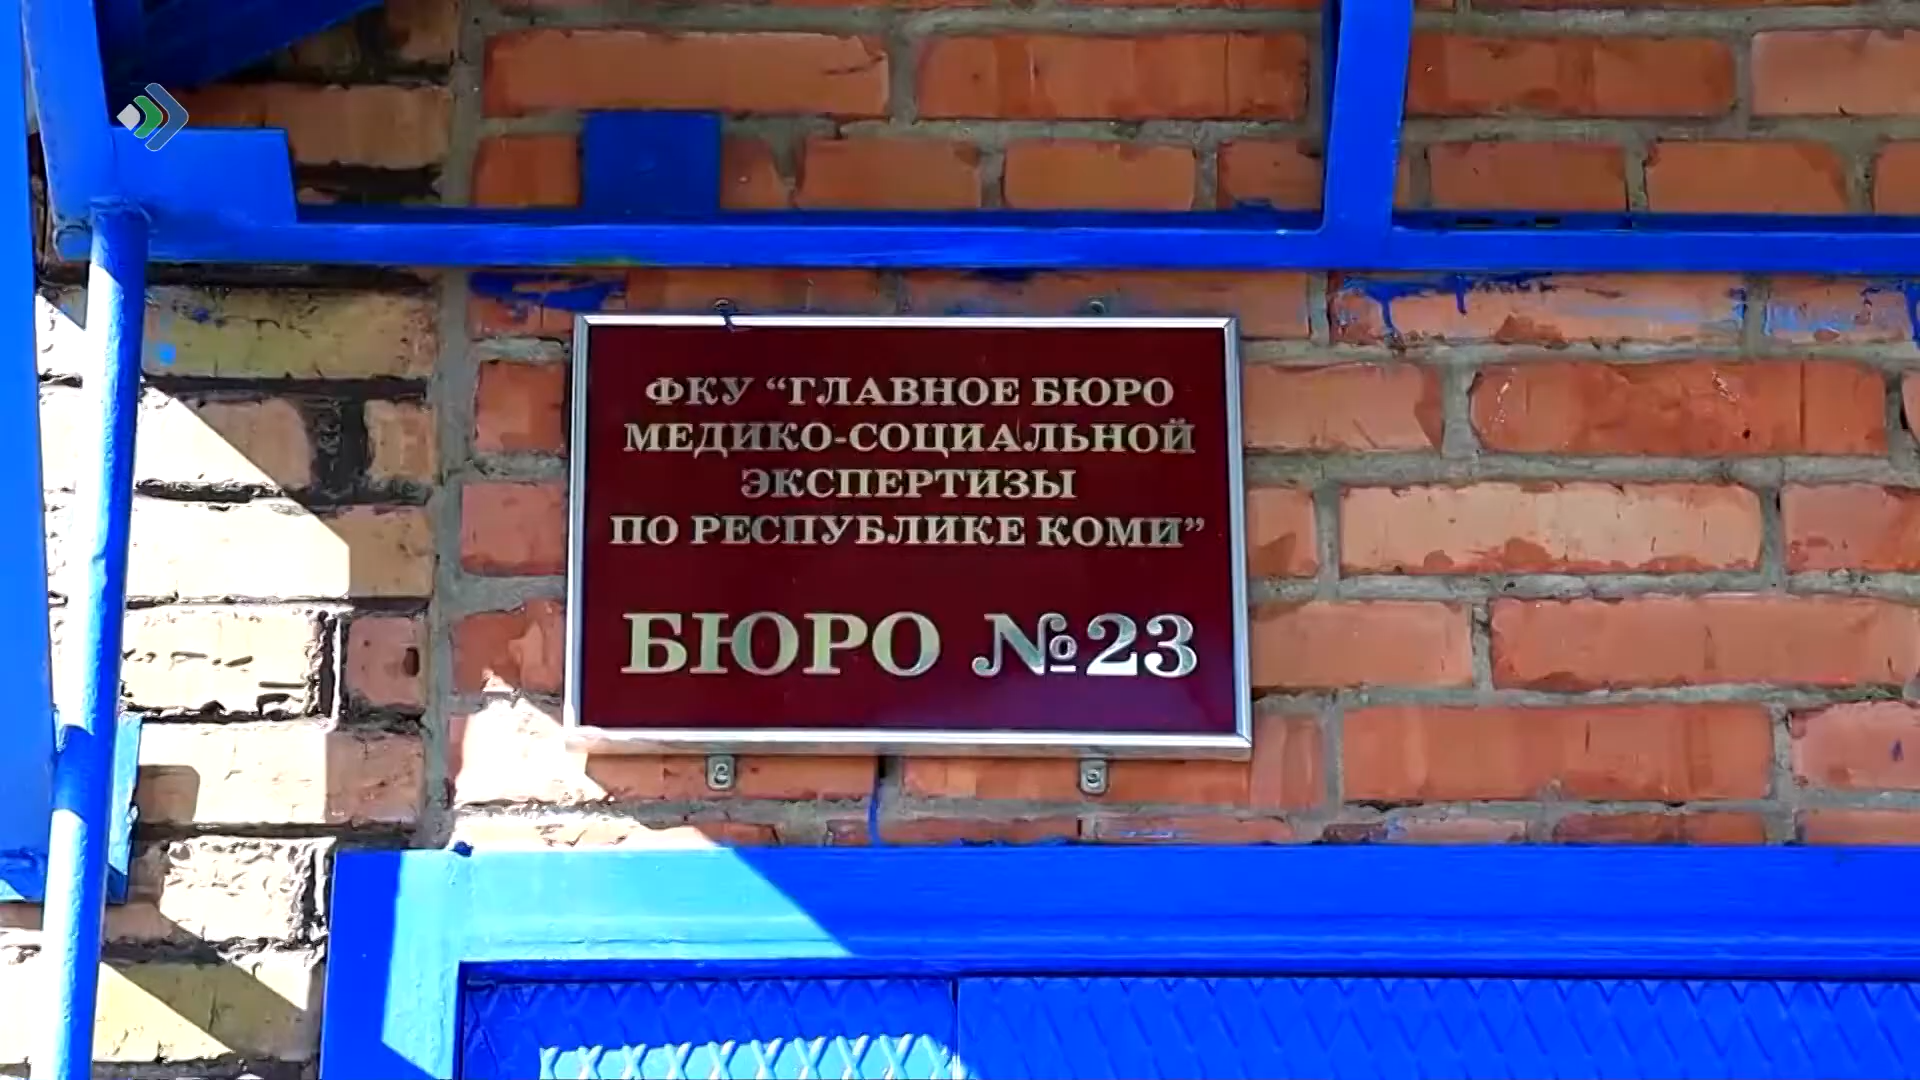 ФКУ “ГЛАВНОЕ БЮРО
МЕДИКО-СОЦИАЛЬНОЙ
ЭКСПЕРТИЗЫ
ПО РЕСПУБЛИКЕ КОМИ”
БЮРО №23